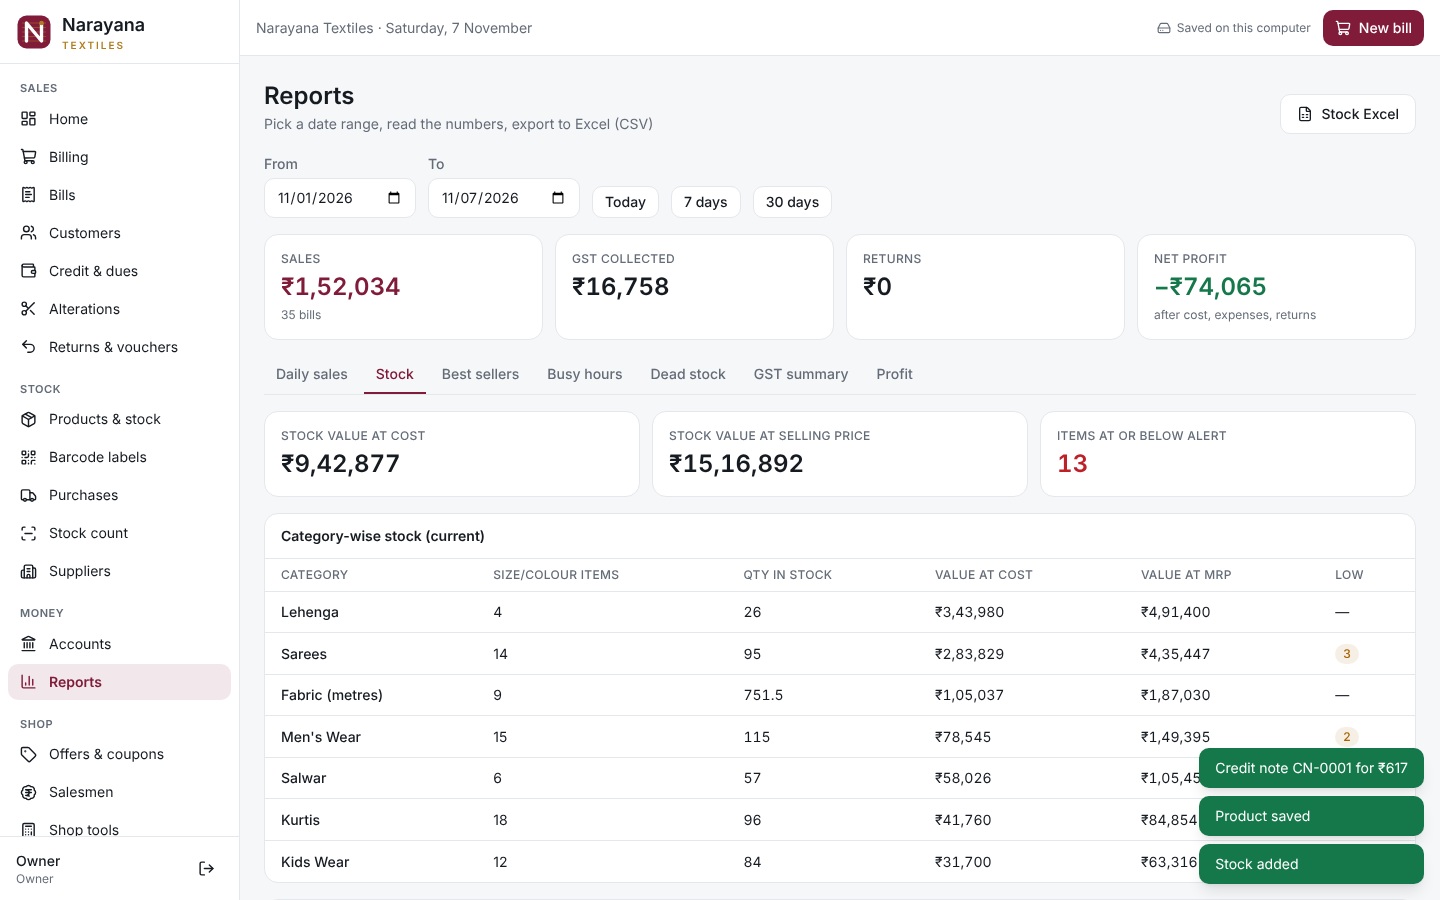 Narayana
TEXTILES
SALES
Home
Billing
Bills
Customers
Credit & dues
Alterations
Returns & vouchers
STOCK
Products & stock
Barcode labels
Purchases
Stock count
Suppliers
MONEY
Accounts
Reports
SHOP
Offers & coupons
Salesmen
Shop tools
Owner
Owner
Narayana Textiles · Saturday, 7 November
Saved on this computer
New bill
Reports
Pick a date range, read the numbers, export to Excel (CSV)
Stock Excel
From To
11/01/2026 11/07/2026 Today 7 days 30 days
SALES
₹1,52,034
35 bills
GST COLLECTED
₹16,758
RETURNS
₹0
NET PROFIT
−₹74,065
after cost, expenses, returns
Daily sales Stock Best sellers Busy hours Dead stock GST summary Profit
STOCK VALUE AT COST
₹9,42,877
STOCK VALUE AT SELLING PRICE
₹15,16,892
ITEMS AT OR BELOW ALERT
13
Category-wise stock (current)
CATEGORY SIZE/COLOUR ITEMS QTY IN STOCK VALUE AT COST VALUE AT MRP LOW
Lehenga 4 26 ₹3,43,980 ₹4,91,400 —
Sarees 14 95 ₹2,83,829 ₹4,35,447 3
Fabric (metres) 9 751.5 ₹1,05,037 ₹1,87,030 —
Men's Wear 15 115 ₹78,545 ₹1,49,395 2
Salwar 6 57 ₹58,026 ₹1,05,45
Kurtis 18 96 ₹41,760 ₹84,854
Kids Wear 12 84 ₹31,700 ₹63,316
Credit note CN-0001 for ₹617
Product saved
Stock added